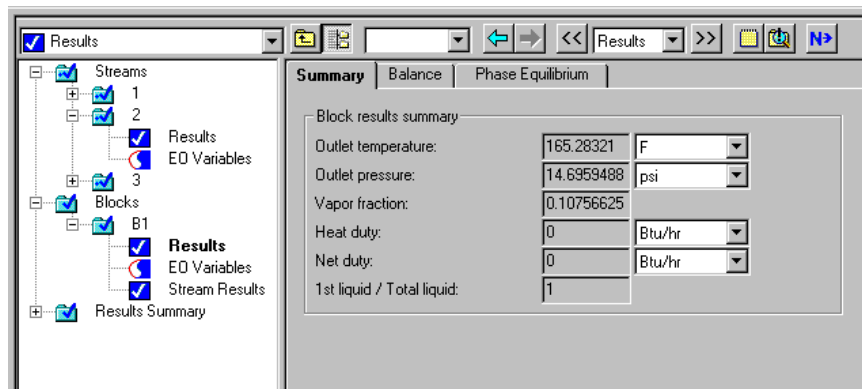 Results
<< Results >> N
Streams
1
2
Results
EO Variables
3
Blocks
B1
Results
EO Variables
Stream Results
Results Summary
Summary Balance Phase Equilibrium
Block results summary
Outlet temperature: 165.28321 F
Outlet pressure: 14.6959488 psi
Vapor fraction: 0.10756625
Heat duty: 0 Btu/hr
Net duty: 0 Btu/hr
1st liquid / Total liquid: 1